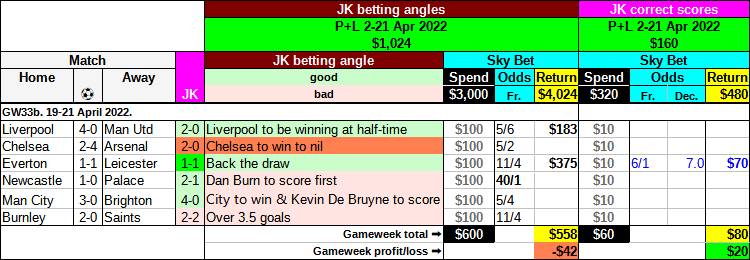 JK betting angles JK correct scores
P+L 2-21 Apr 2022 P+L 2-21 Apr 2022
$1,024 $160
Match JK betting angle Sky Bet Sky Bet
Home Away good Spend Odds Return Spend Odds Return
JK bad $3,000 Fr. $4,024 $320 Fr. Dec. $480
GW33b. 19-21 April 2022.
Liverpool 4-0 Man Utd 2-0 Liverpool to be winning at half-time $100 5/6 $183 $10
Chelsea 2-4 Arsenal 2-0 Chelsea to win to nil $100 5/2 $10
Everton 1-1 Leicester 1-1 Back the draw $100 11/4 $375 $10 6/1 7.0 $70
Newcastle 1-0 Palace 2-1 Dan Burn to score first $100 40/1 $10
Man City 3-0 Brighton 4-0 City to win & Kevin De Bruyne to score $100 5/4 $10
Burnley 2-0 Saints 2-2 Over 3.5 goals $100 11/4 $10
Gameweek total ➡ $600 $558 $60 $80
Gameweek profit/loss ➡ -$42 $20